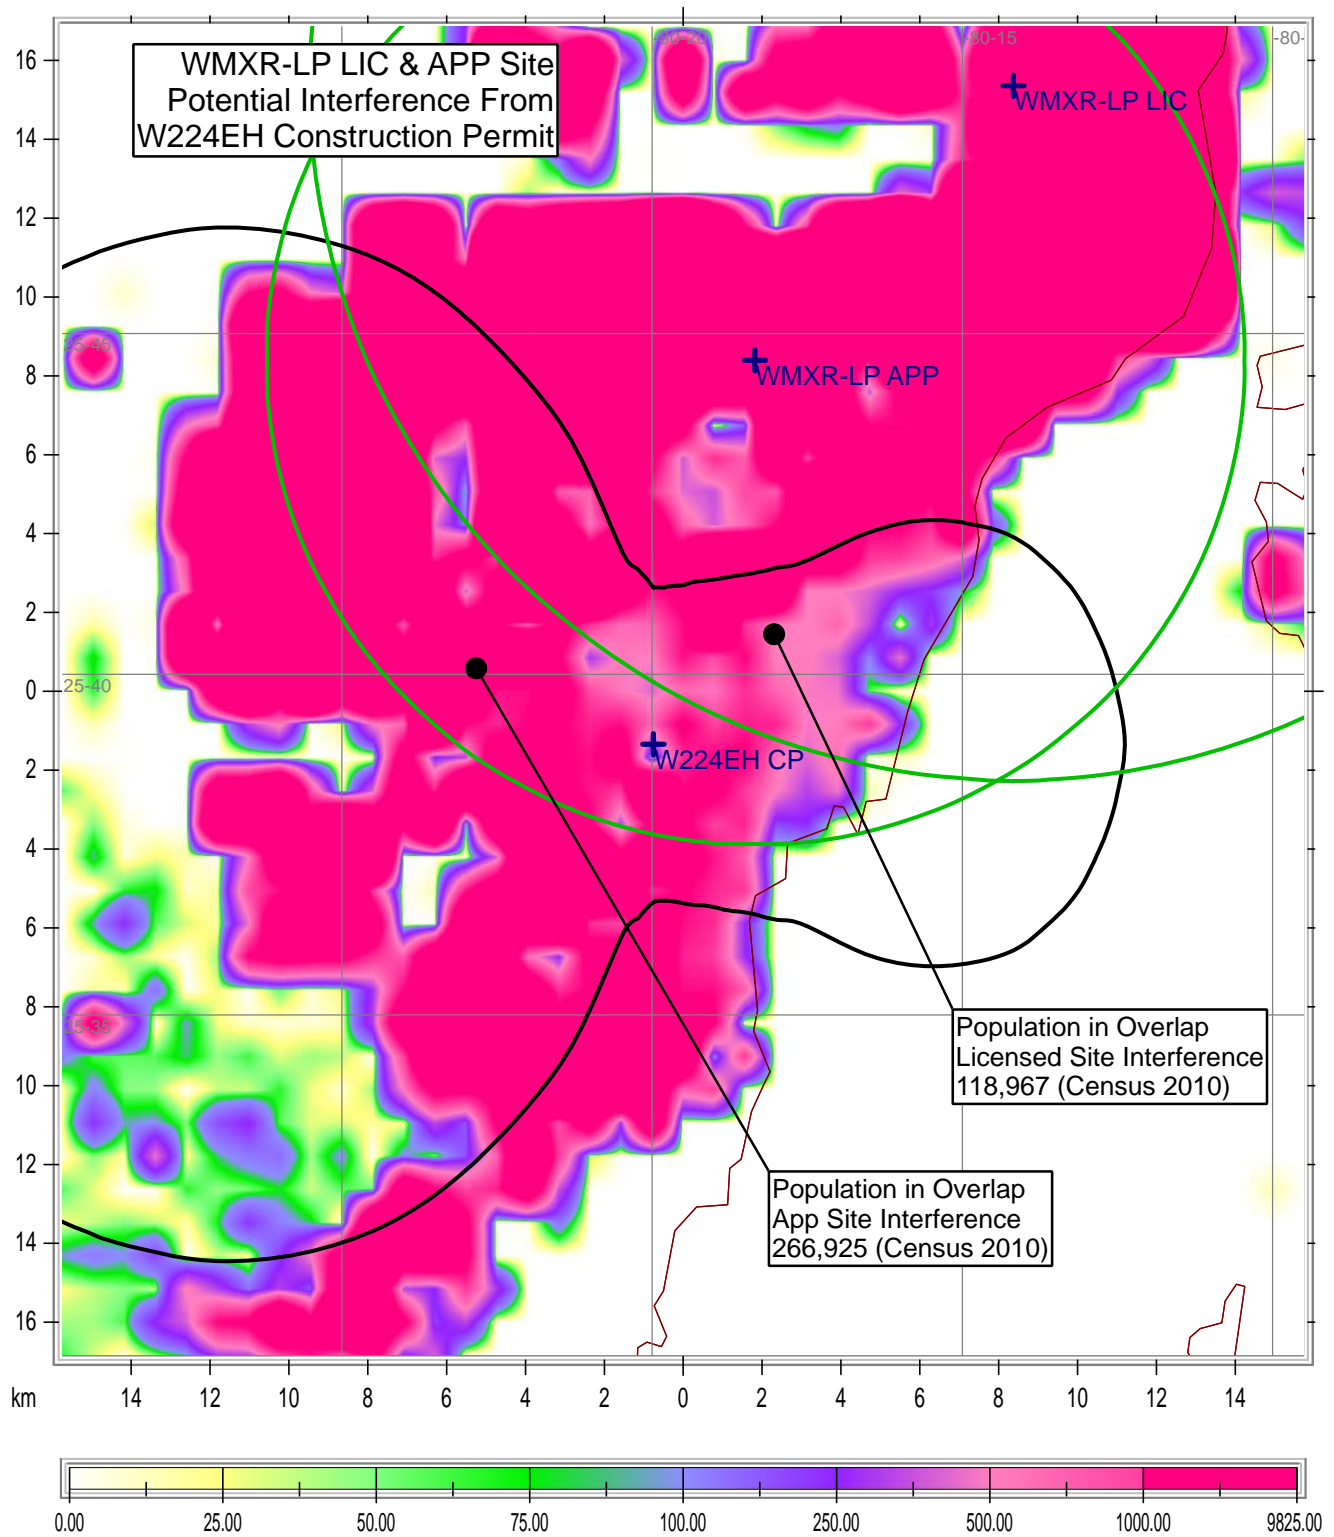 16
14
12
10
8
6
4
2
0
2
4
6
8
10
12
14
16
WMXR-LP LIC & APP Site
Potential Interference From
W224EH Construction Permit
-80-20
-80-15
-80-
WMXR-LP LIC
25-45
WMXR-LP APP
25-40
W224EH CP
25-35
Population in Overlap
Licensed Site Interference
118,967 (Census 2010)
Population in Overlap
App Site Interference
266,925 (Census 2010)
km 14 12 10 8 6 4 2 0 2 4 6 8 10 12 14
0.00 25.00 50.00 75.00 100.00 250.00 500.00 1000.00 9825.00